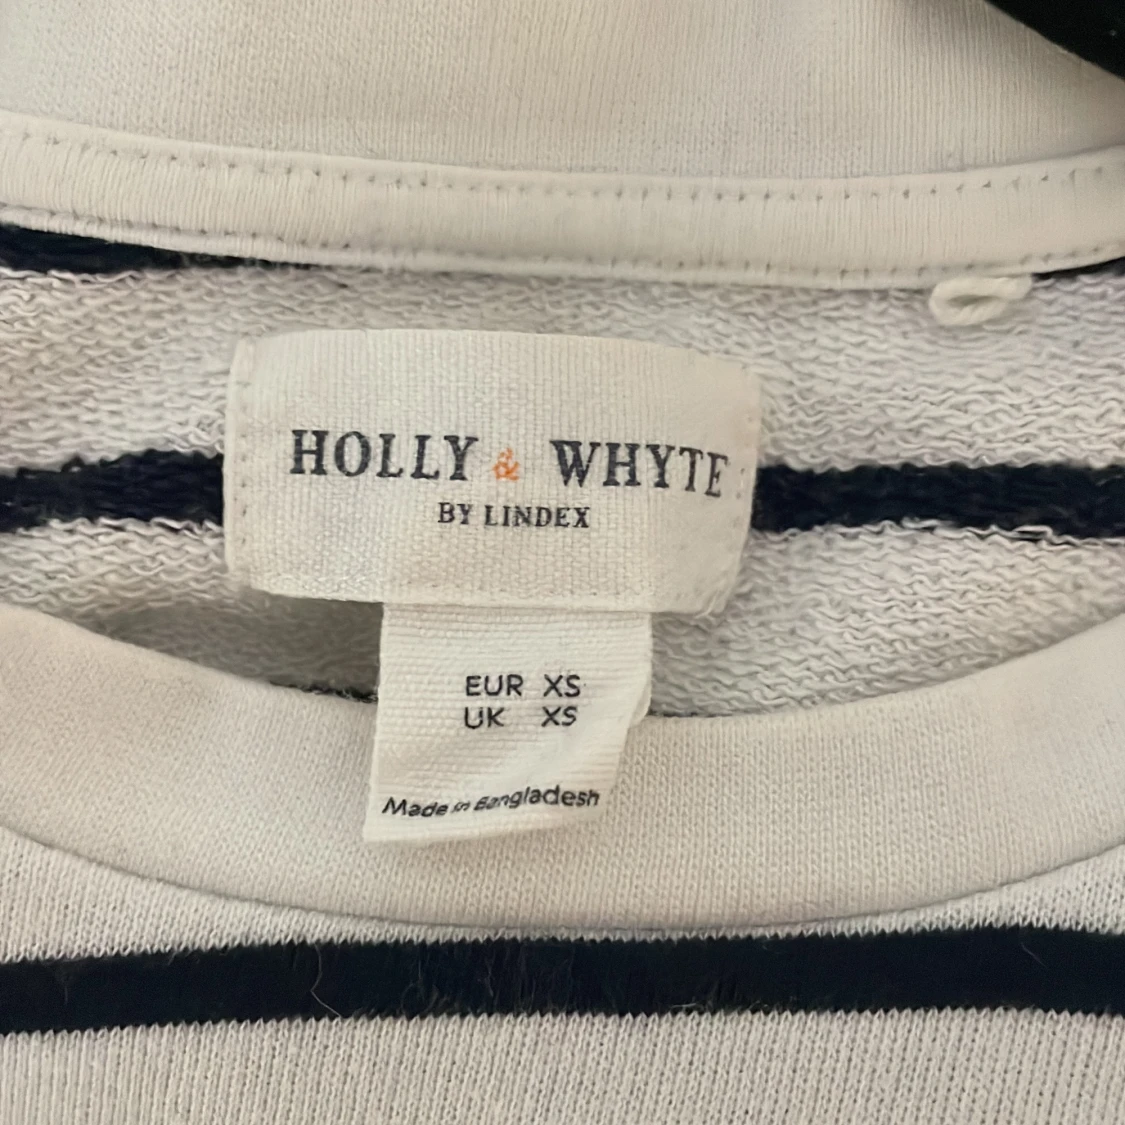 HOLLY & WHYTE
BY LINDEX
EUR XS
UK XS
Made in Bangladesh